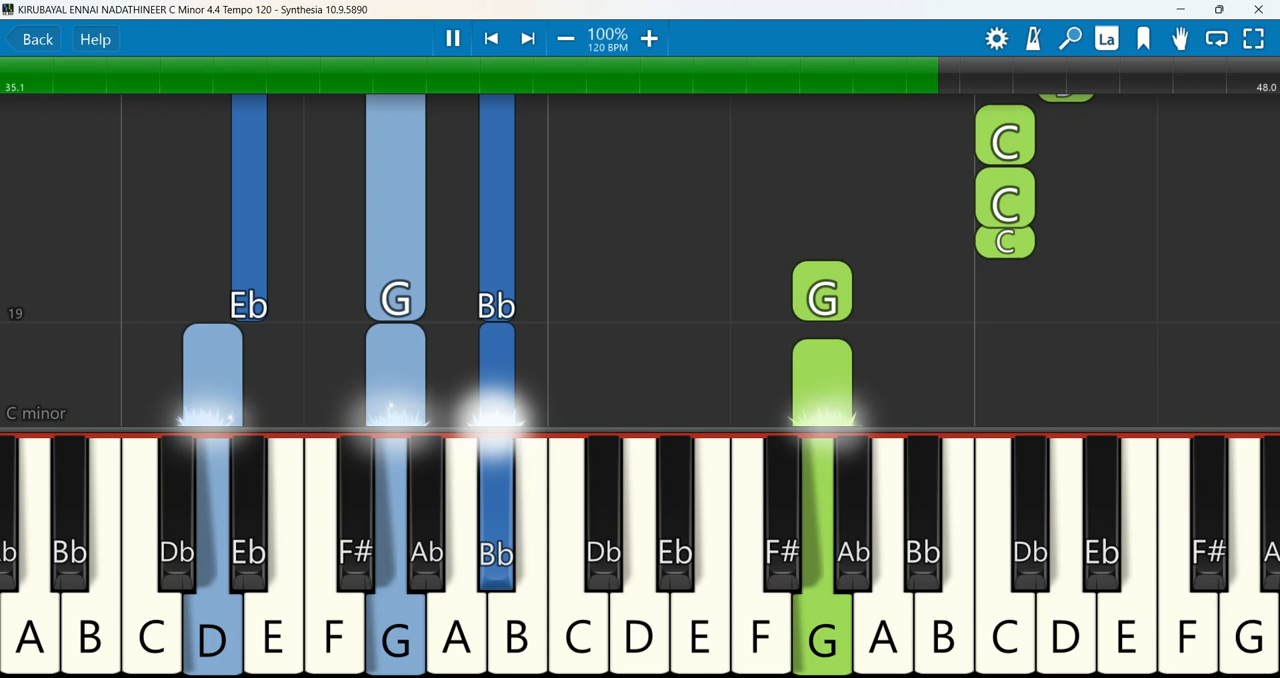 KIRUBAYAL ENNAI NADATHINEER C Minor 4.4 Tempo 120 - Synthesia 10.9.5890
Back Help 100% La
120 BPM
35.1 48.0
C
C
C
Eb G Bb G
19
C minor
Bb Db Eb F# Ab Bb Db Eb F# Ab Bb Db Eb F#
A B C D E F G A B C D E F G A B C D E F G